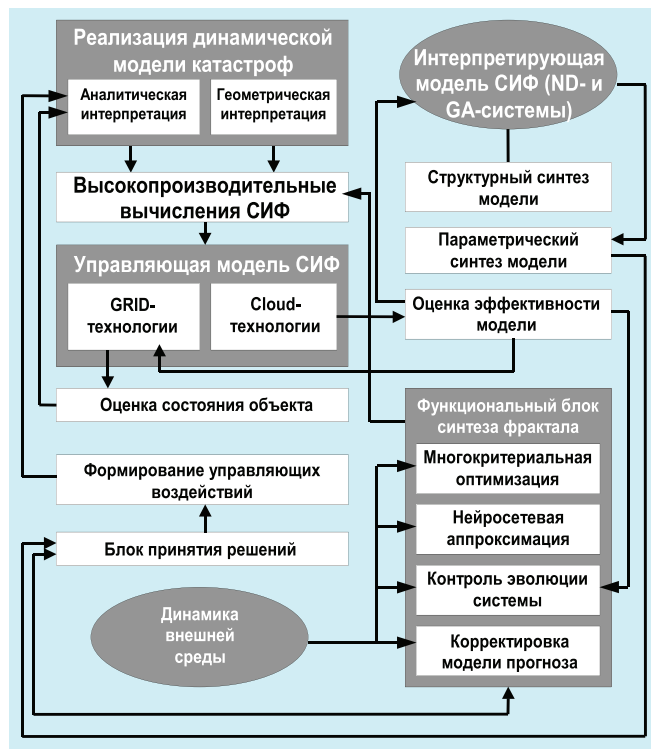 Реализация динамической
модели катастроф
Аналитическая
интерпретация
Геометрическая
интерпретация
Высокопроизводительные
вычисления СИФ
Управляющая модель СИФ
GRID-
технологии
Cloud-
технологии
Оценка состояния объекта
Формирование управляющих
воздействий
Блок принятия решений
Динамика
внешней
среды
Интерпретирующая
модель СИФ (ND- и
GA-системы)
Структурный синтез
модели
Параметрический
синтез модели
Оценка эффективности
модели
Функциональный блок
синтеза фрактала
Многокритериальная
оптимизация
Нейросетевая
аппроксимация
Контроль эволюции
системы
Корректировка
модели прогноза